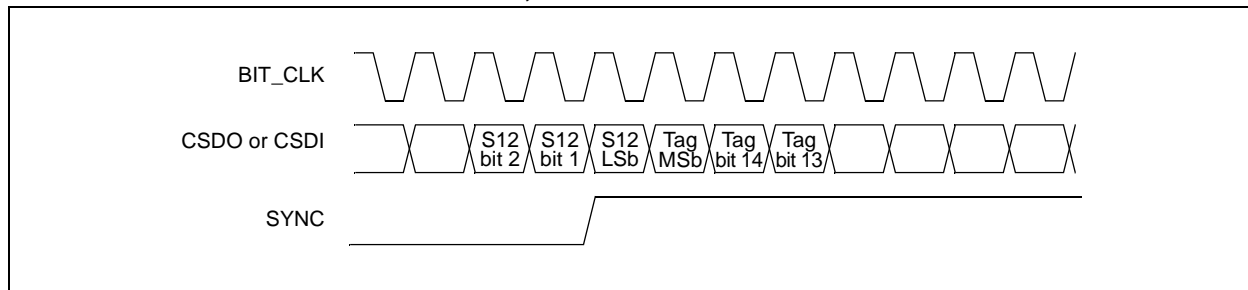 BIT_CLK
CSDO or CSDI
S12 S12 S12 Tag Tag Tag
bit 2 bit 1 LSb MSb bit 14 bit 13
SYNC